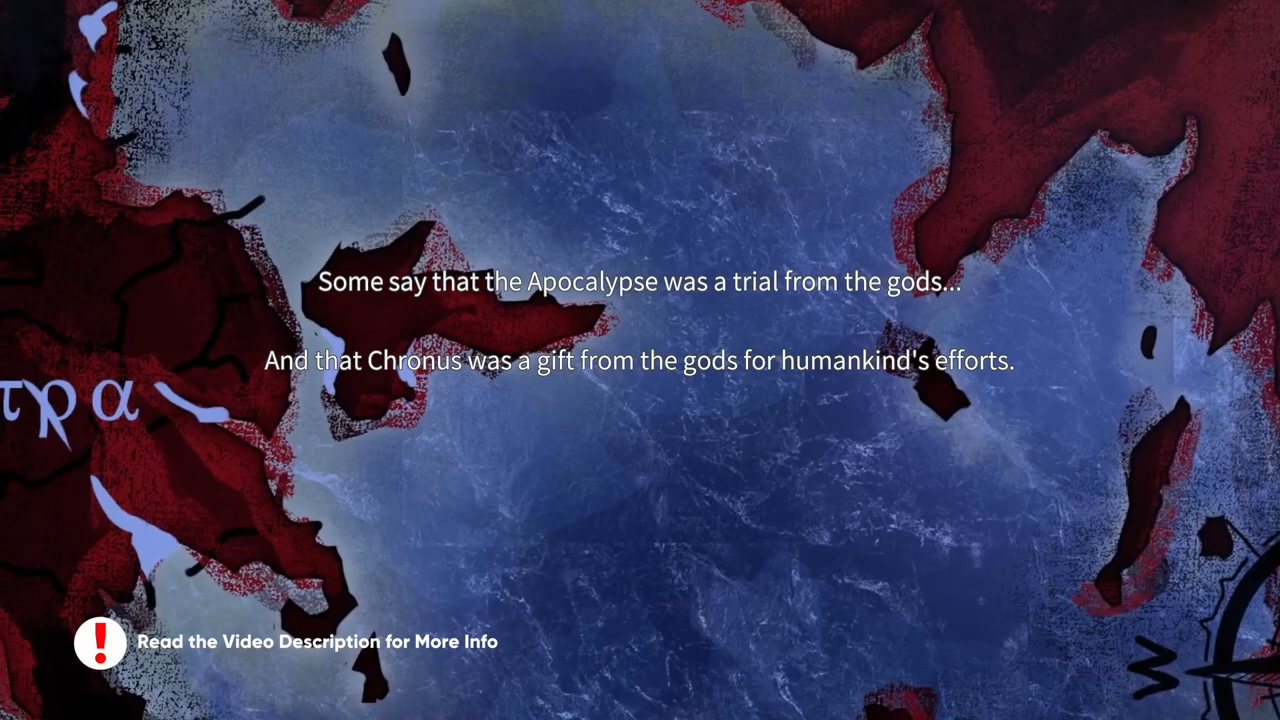 Some say that the Apocalypse was a trial from the gods...
And that Chronus was a gift from the gods for humankind's efforts.
τρα
Read the Video Description for More Info
W